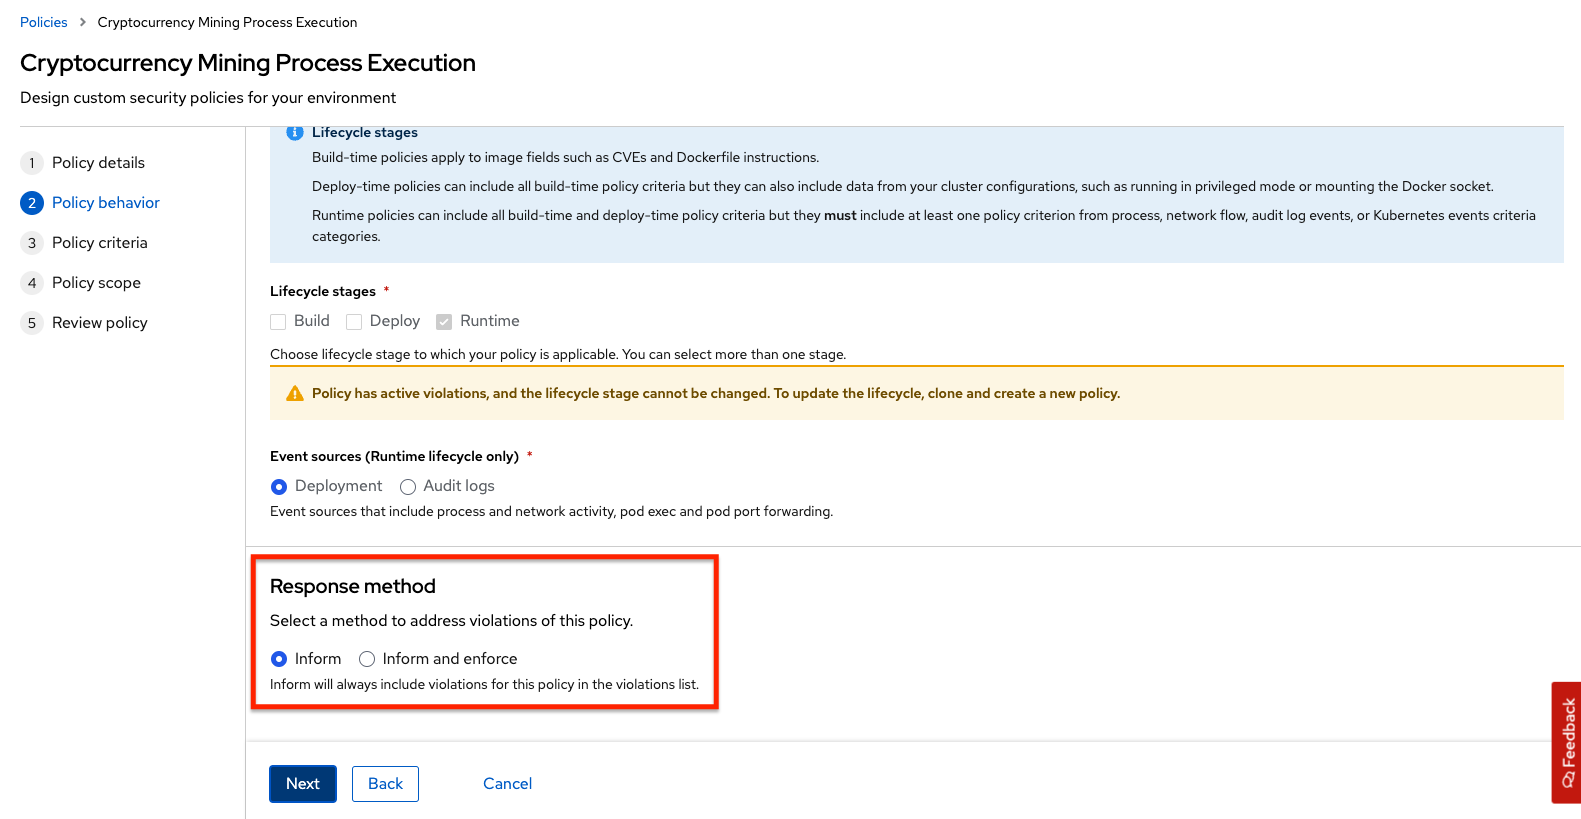 Policies > Cryptocurrency Mining Process Execution
Cryptocurrency Mining Process Execution
Design custom security policies for your environment
1 Policy details
2 Policy behavior
3 Policy criteria
4 Policy scope
5 Review policy
Lifecycle stages
Build-time policies apply to image fields such as CVEs and Dockerfile instructions.
Deploy-time policies can include all build-time policy criteria but they can also include data from your cluster configurations, such as running in privileged mode or mounting the Docker socket.
Runtime policies can include all build-time and deploy-time policy criteria but they must include at least one policy criterion from process, network flow, audit log events, or Kubernetes events criteria
categories.
Lifecycle stages *
Build Deploy Runtime
Choose lifecycle stage to which your policy is applicable. You can select more than one stage.
Policy has active violations, and the lifecycle stage cannot be changed. To update the lifecycle, clone and create a new policy.
Event sources (Runtime lifecycle only) *
Deployment Audit logs
Event sources that include process and network activity, pod exec and pod port forwarding.
Response method
Select a method to address violations of this policy.
Inform Inform and enforce
Inform will always include violations for this policy in the violations list.
Next Back Cancel
Feedback